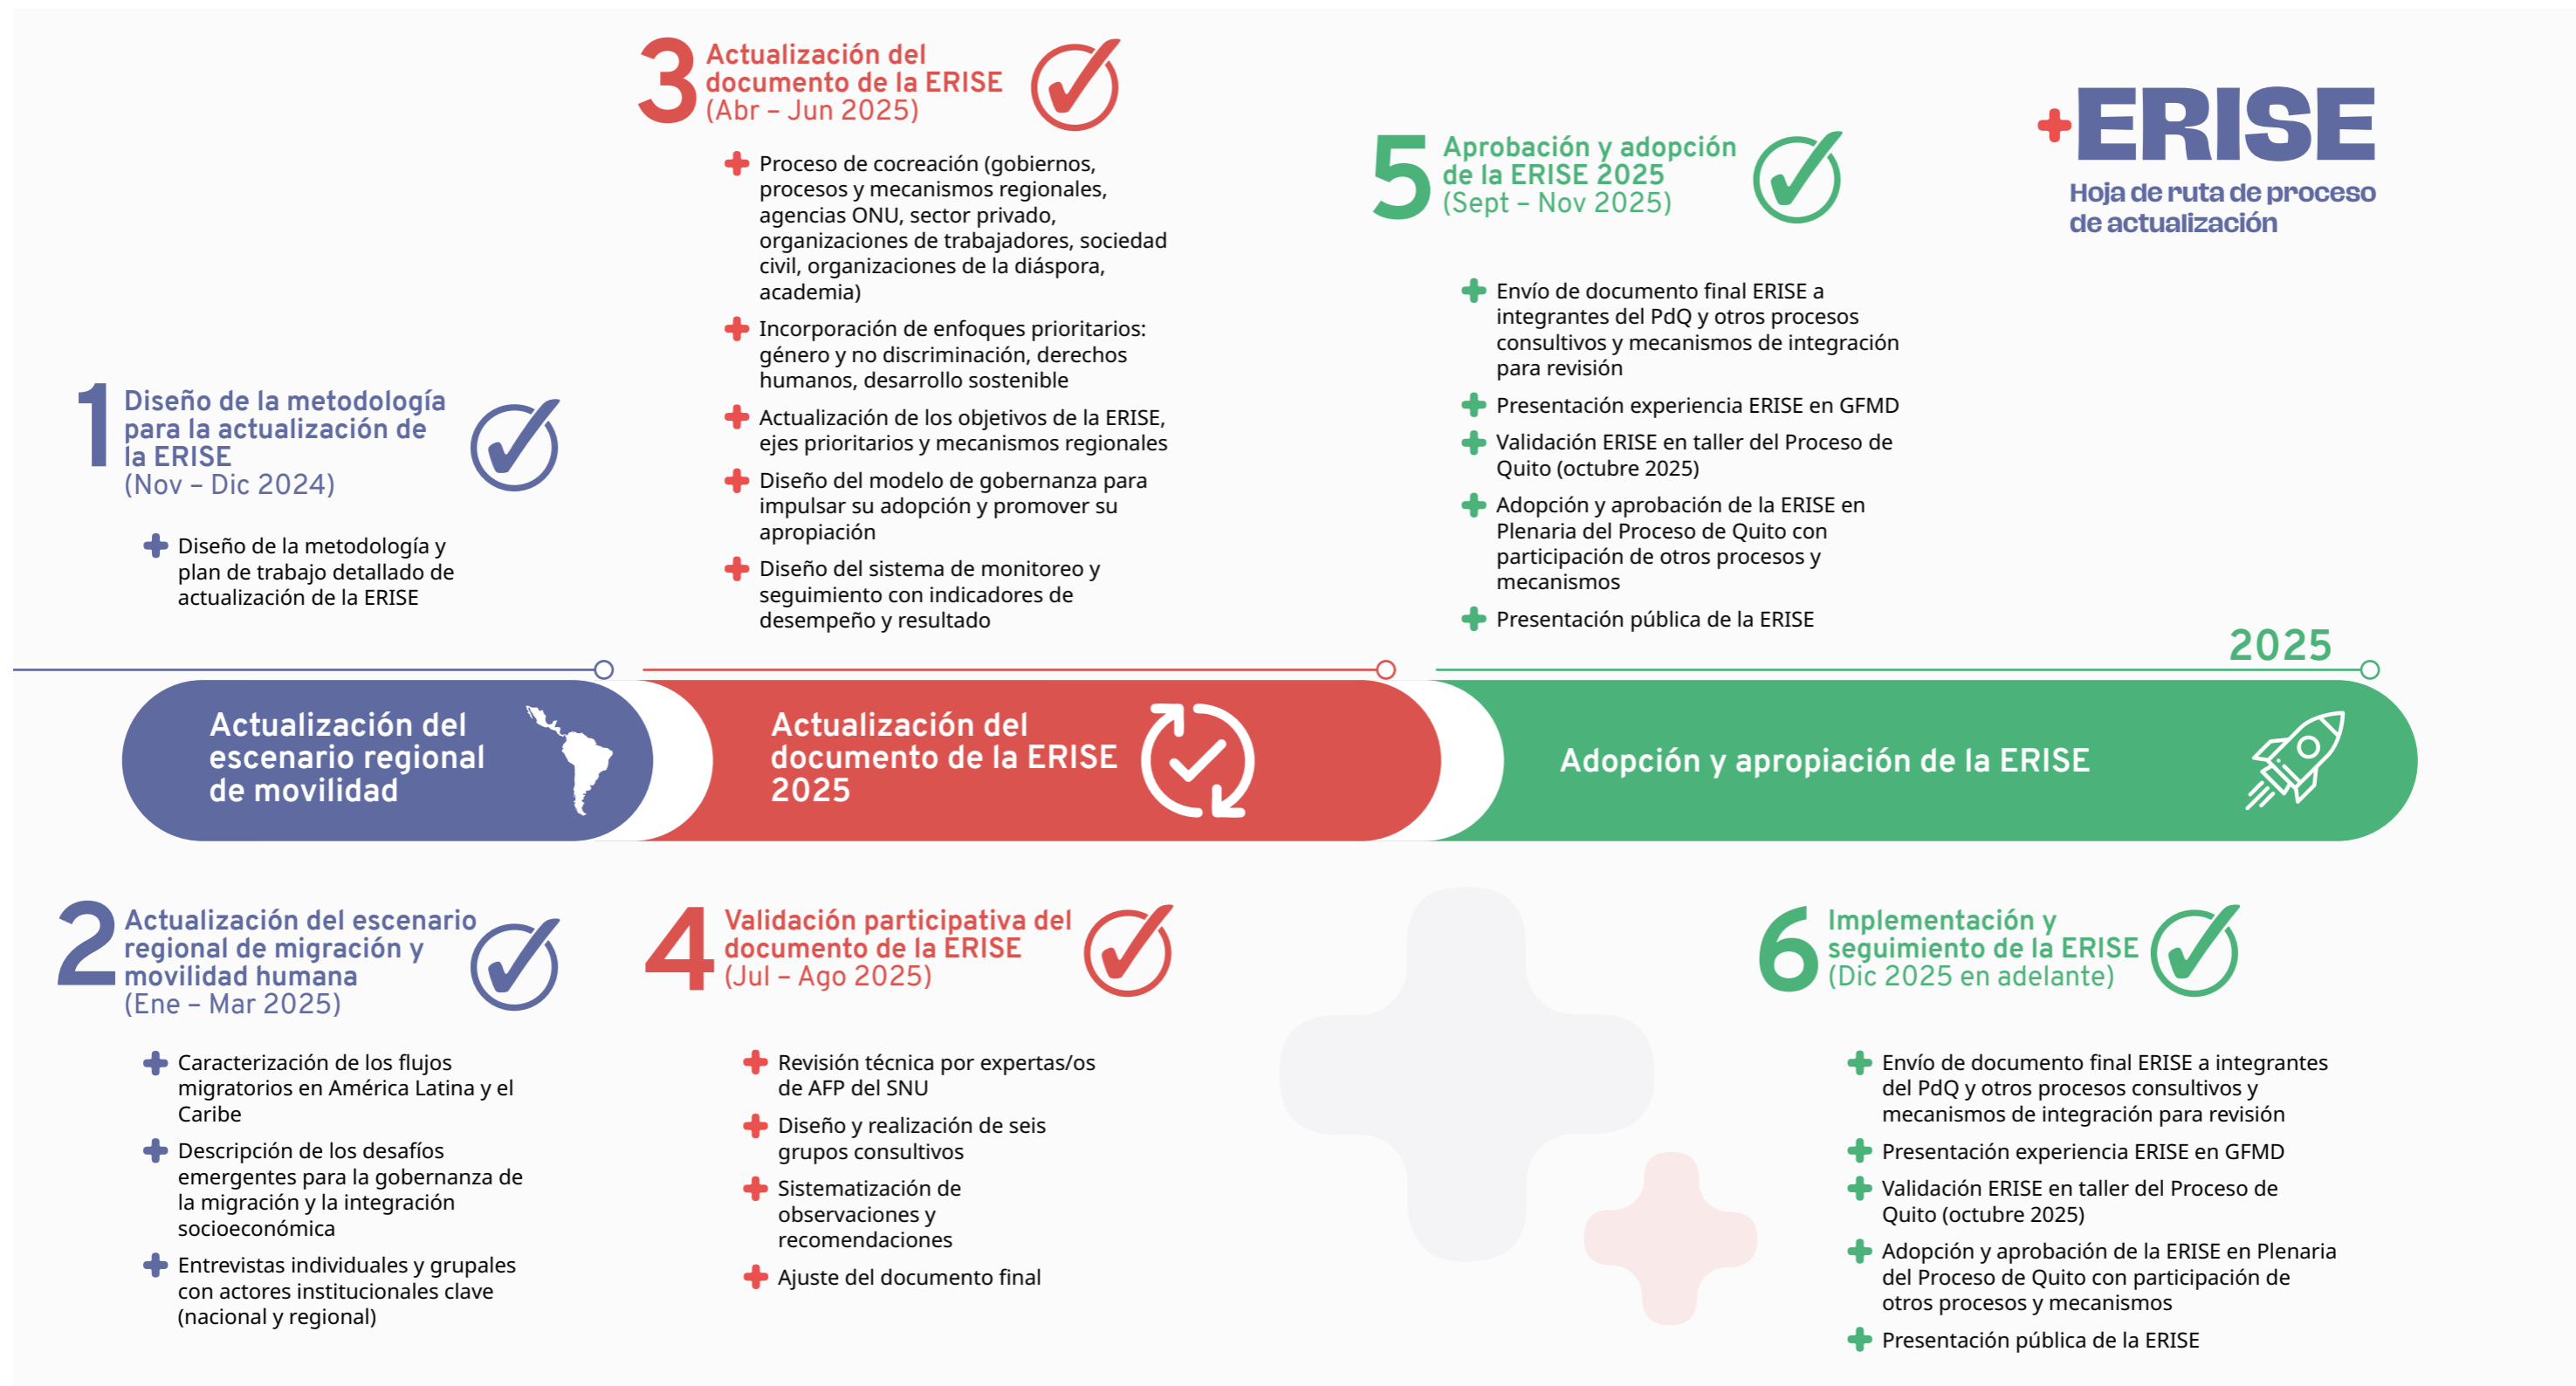 +ERISE
Hoja de ruta de proceso
de actualización
1
Diseño de la metodología
para la actualización de
la ERISE
(Nov – Dic 2024)
Diseño de la metodología y
plan de trabajo detallado de
actualización de la ERISE
3
Actualización del
documento de la ERISE
(Abr – Jun 2025)
Proceso de cocreación (gobiernos,
procesos y mecanismos regionales,
agencias ONU, sector privado,
organizaciones de trabajadores, sociedad
civil, organizaciones de la diáspora,
academia)
Incorporación de enfoques prioritarios:
género y no discriminación, derechos
humanos, desarrollo sostenible
Actualización de los objetivos de la ERISE,
ejes prioritarios y mecanismos regionales
Diseño del modelo de gobernanza para
impulsar su adopción y promover su
apropiación
Diseño del sistema de monitoreo y
seguimiento con indicadores de
desempeño y resultado
5
Aprobación y adopción
de la ERISE 2025
(Sept – Nov 2025)
Envío de documento final ERISE a
integrantes del PdQ y otros procesos
consultivos y mecanismos de integración
para revisión
Presentación experiencia ERISE en GFMD
Validación ERISE en taller del Proceso de
Quito (octubre 2025)
Adopción y aprobación de la ERISE en
Plenaria del Proceso de Quito con
participación de otros procesos y
mecanismos
Presentación pública de la ERISE
2025
Actualización del
escenario regional
de movilidad
Actualización del
documento de la ERISE
2025
Adopción y apropiación de la ERISE
2
Actualización del escenario
regional de migración y
movilidad humana
(Ene – Mar 2025)
Caracterización de los flujos
migratorios en América Latina y el
Caribe
Descripción de los desafíos
emergentes para la gobernanza de
la migración y la integración
socioeconómica
Entrevistas individuales y grupales
con actores institucionales clave
(nacional y regional)
4
Validación participativa del
documento de la ERISE
(Jul – Ago 2025)
Revisión técnica por expertas/os
de AFP del SNU
Diseño y realización de seis
grupos consultivos
Sistematización de
observaciones y
recomendaciones
Ajuste del documento final
6
Implementación y
seguimiento de la ERISE
(Dic 2025 en adelante)
Envío de documento final ERISE a integrantes
del PdQ y otros procesos consultivos y
mecanismos de integración para revisión
Presentación experiencia ERISE en GFMD
Validación ERISE en taller del Proceso de
Quito (octubre 2025)
Adopción y aprobación de la ERISE en Plenaria
del Proceso de Quito con participación de
otros procesos y mecanismos
Presentación pública de la ERISE